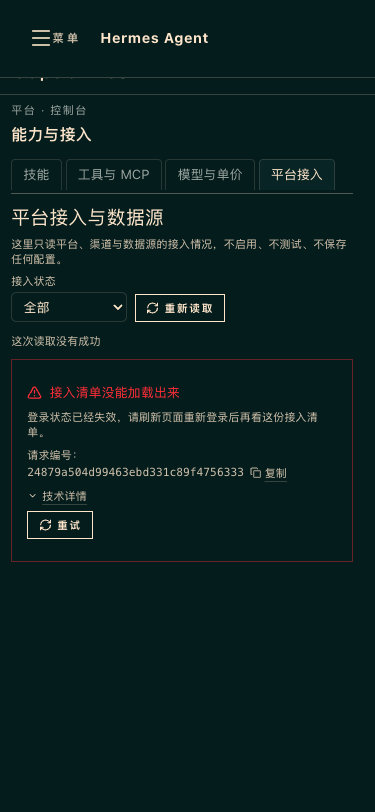 菜单
Hermes Agent
平台 · 控制台
能力与接入
技能
工具与 MCP
模型与单价
平台接入
平台接入与数据源
这里只读平台、渠道与数据源的接入情况，不启用、不测试、不保存
任何配置。
接入状态
全部
重新读取
这次读取没有成功
接入清单没能加载出来
登录状态已经失效，请刷新页面重新登录后再看这份接入清
单。
请求编号：
24879a504d99463ebd331c89f4756333 复制
技术详情
重试